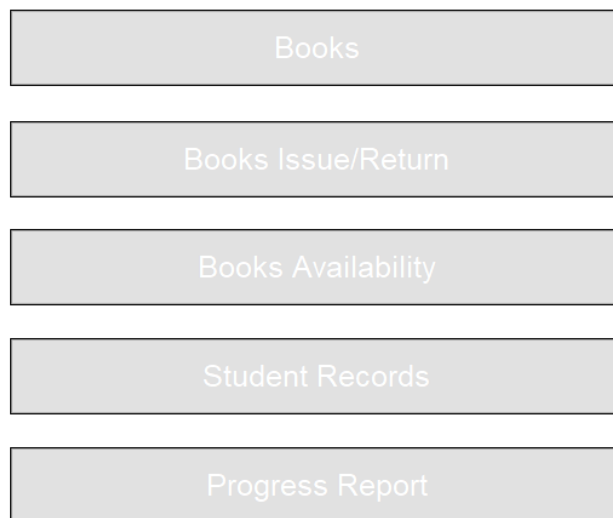 Books
Books Issue/Return
Books Availability
Student Records
Progress Report